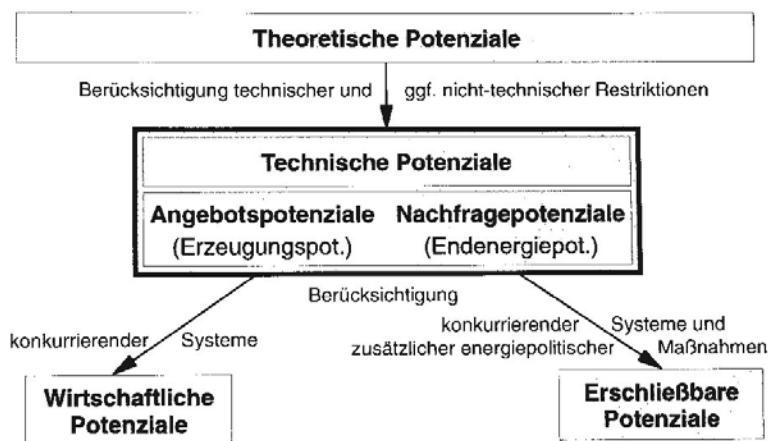 Theoretische Potenziale
Berücksichtigung technischer und ggf. nicht-technischer Restriktionen
Technische Potenziale
Angebotspotenziale Nachfragepotenziale
(Erzeugungspot.) (Endenergiepot.)
Berücksichtigung
konkurrierender Systeme
konkurrierender Systeme und
zusätzlicher energiepolitischer Maßnahmen
Wirtschaftliche
Potenziale
Erschließbare
Potenziale